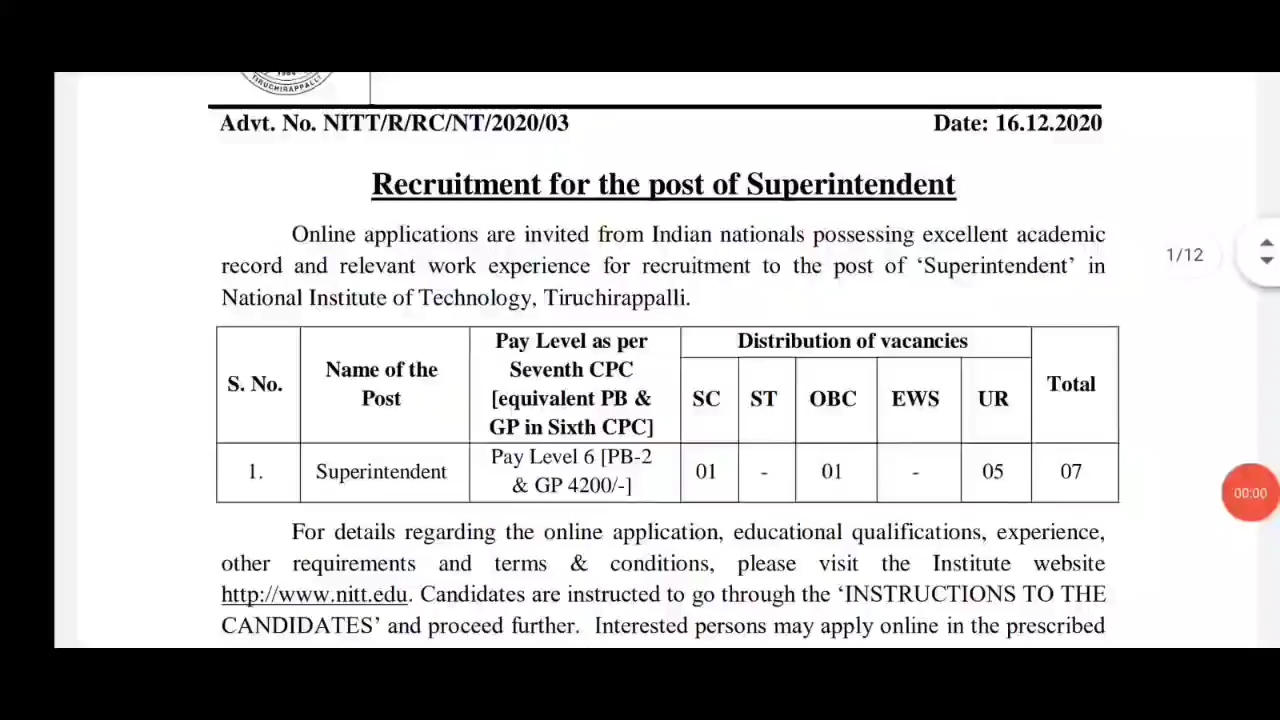 TIRUCHIRAPPALLI
Advt. No. NITT/R/RC/NT/2020/03 Date: 16.12.2020
Recruitment for the post of Superintendent
Online applications are invited from Indian nationals possessing excellent academic
record and relevant work experience for recruitment to the post of ‘Superintendent’ in
National Institute of Technology, Tiruchirappalli.
1/12
S. No. Name of the Post Pay Level as per Seventh CPC [equivalent PB & GP in Sixth CPC] Distribution of vacancies Total
SC ST OBC EWS UR
1. Superintendent Pay Level 6 [PB-2 & GP 4200/-] 01 - 01 - 05 07
00:00
For details regarding the online application, educational qualifications, experience,
other requirements and terms & conditions, please visit the Institute website
http://www.nitt.edu. Candidates are instructed to go through the ‘INSTRUCTIONS TO THE
CANDIDATES’ and proceed further. Interested persons may apply online in the prescribed